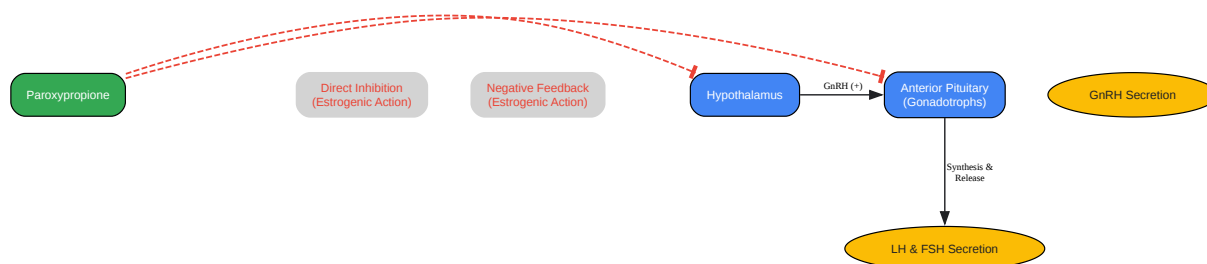 Paroxypropione
Direct Inhibition
(Estrogenic Action)
Negative Feedback
(Estrogenic Action)
Hypothalamus
GnRH (+)
Anterior Pituitary
(Gonadotrophs)
GnRH Secretion
Synthesis &
Release
LH & FSH Secretion